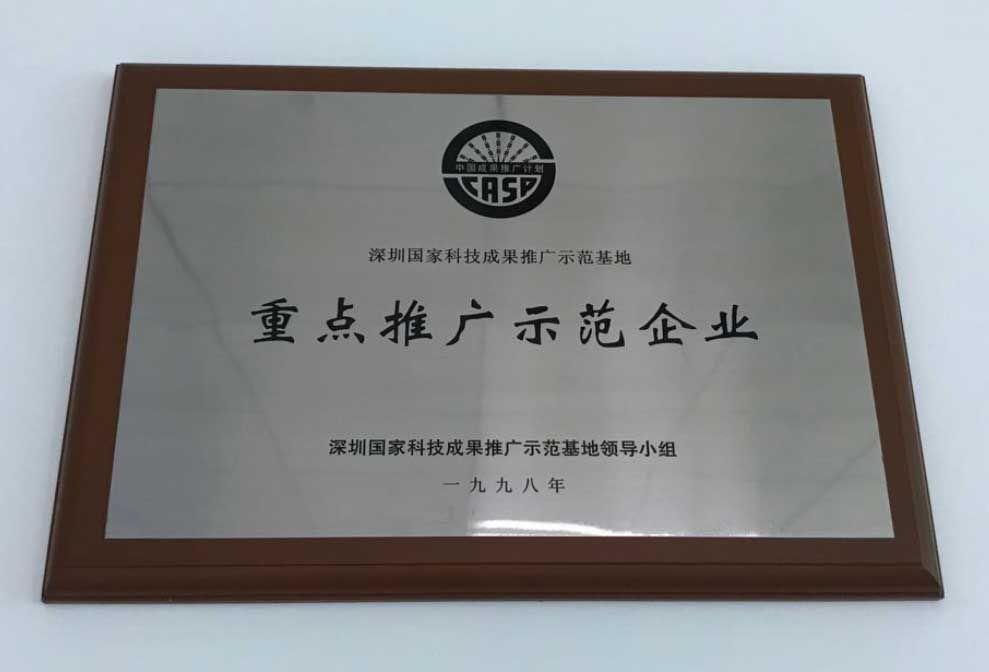 中国成果推广计划
CASP
深圳国家科技成果推广示范基地
重点推广示范企业
深圳国家科技成果推广示范基地领导小组
一九九八年